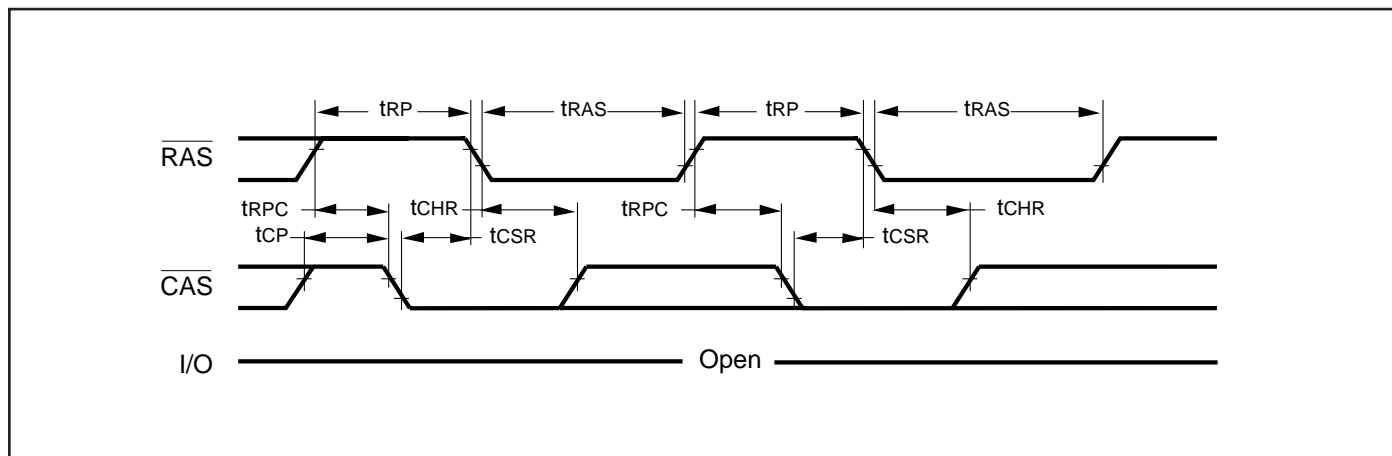 tRP tRAS tRP tRAS
RAS
tRPC tCHR tRPC tCHR
tCP tCSR tCSR
CAS
I/O Open